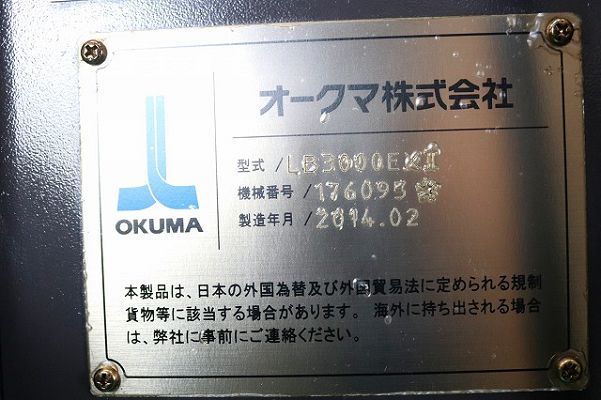 オークマ株式会社
OKUMA
型式 / LB3000EXⅡ
機械番号 / 176095
製造年月 / 2014.02
本製品は、日本の外国為替及び外国貿易法に定められる規制
貨物等に該当する場合があります。海外に持ち出される場合
は、弊社に事前にご連絡ください。